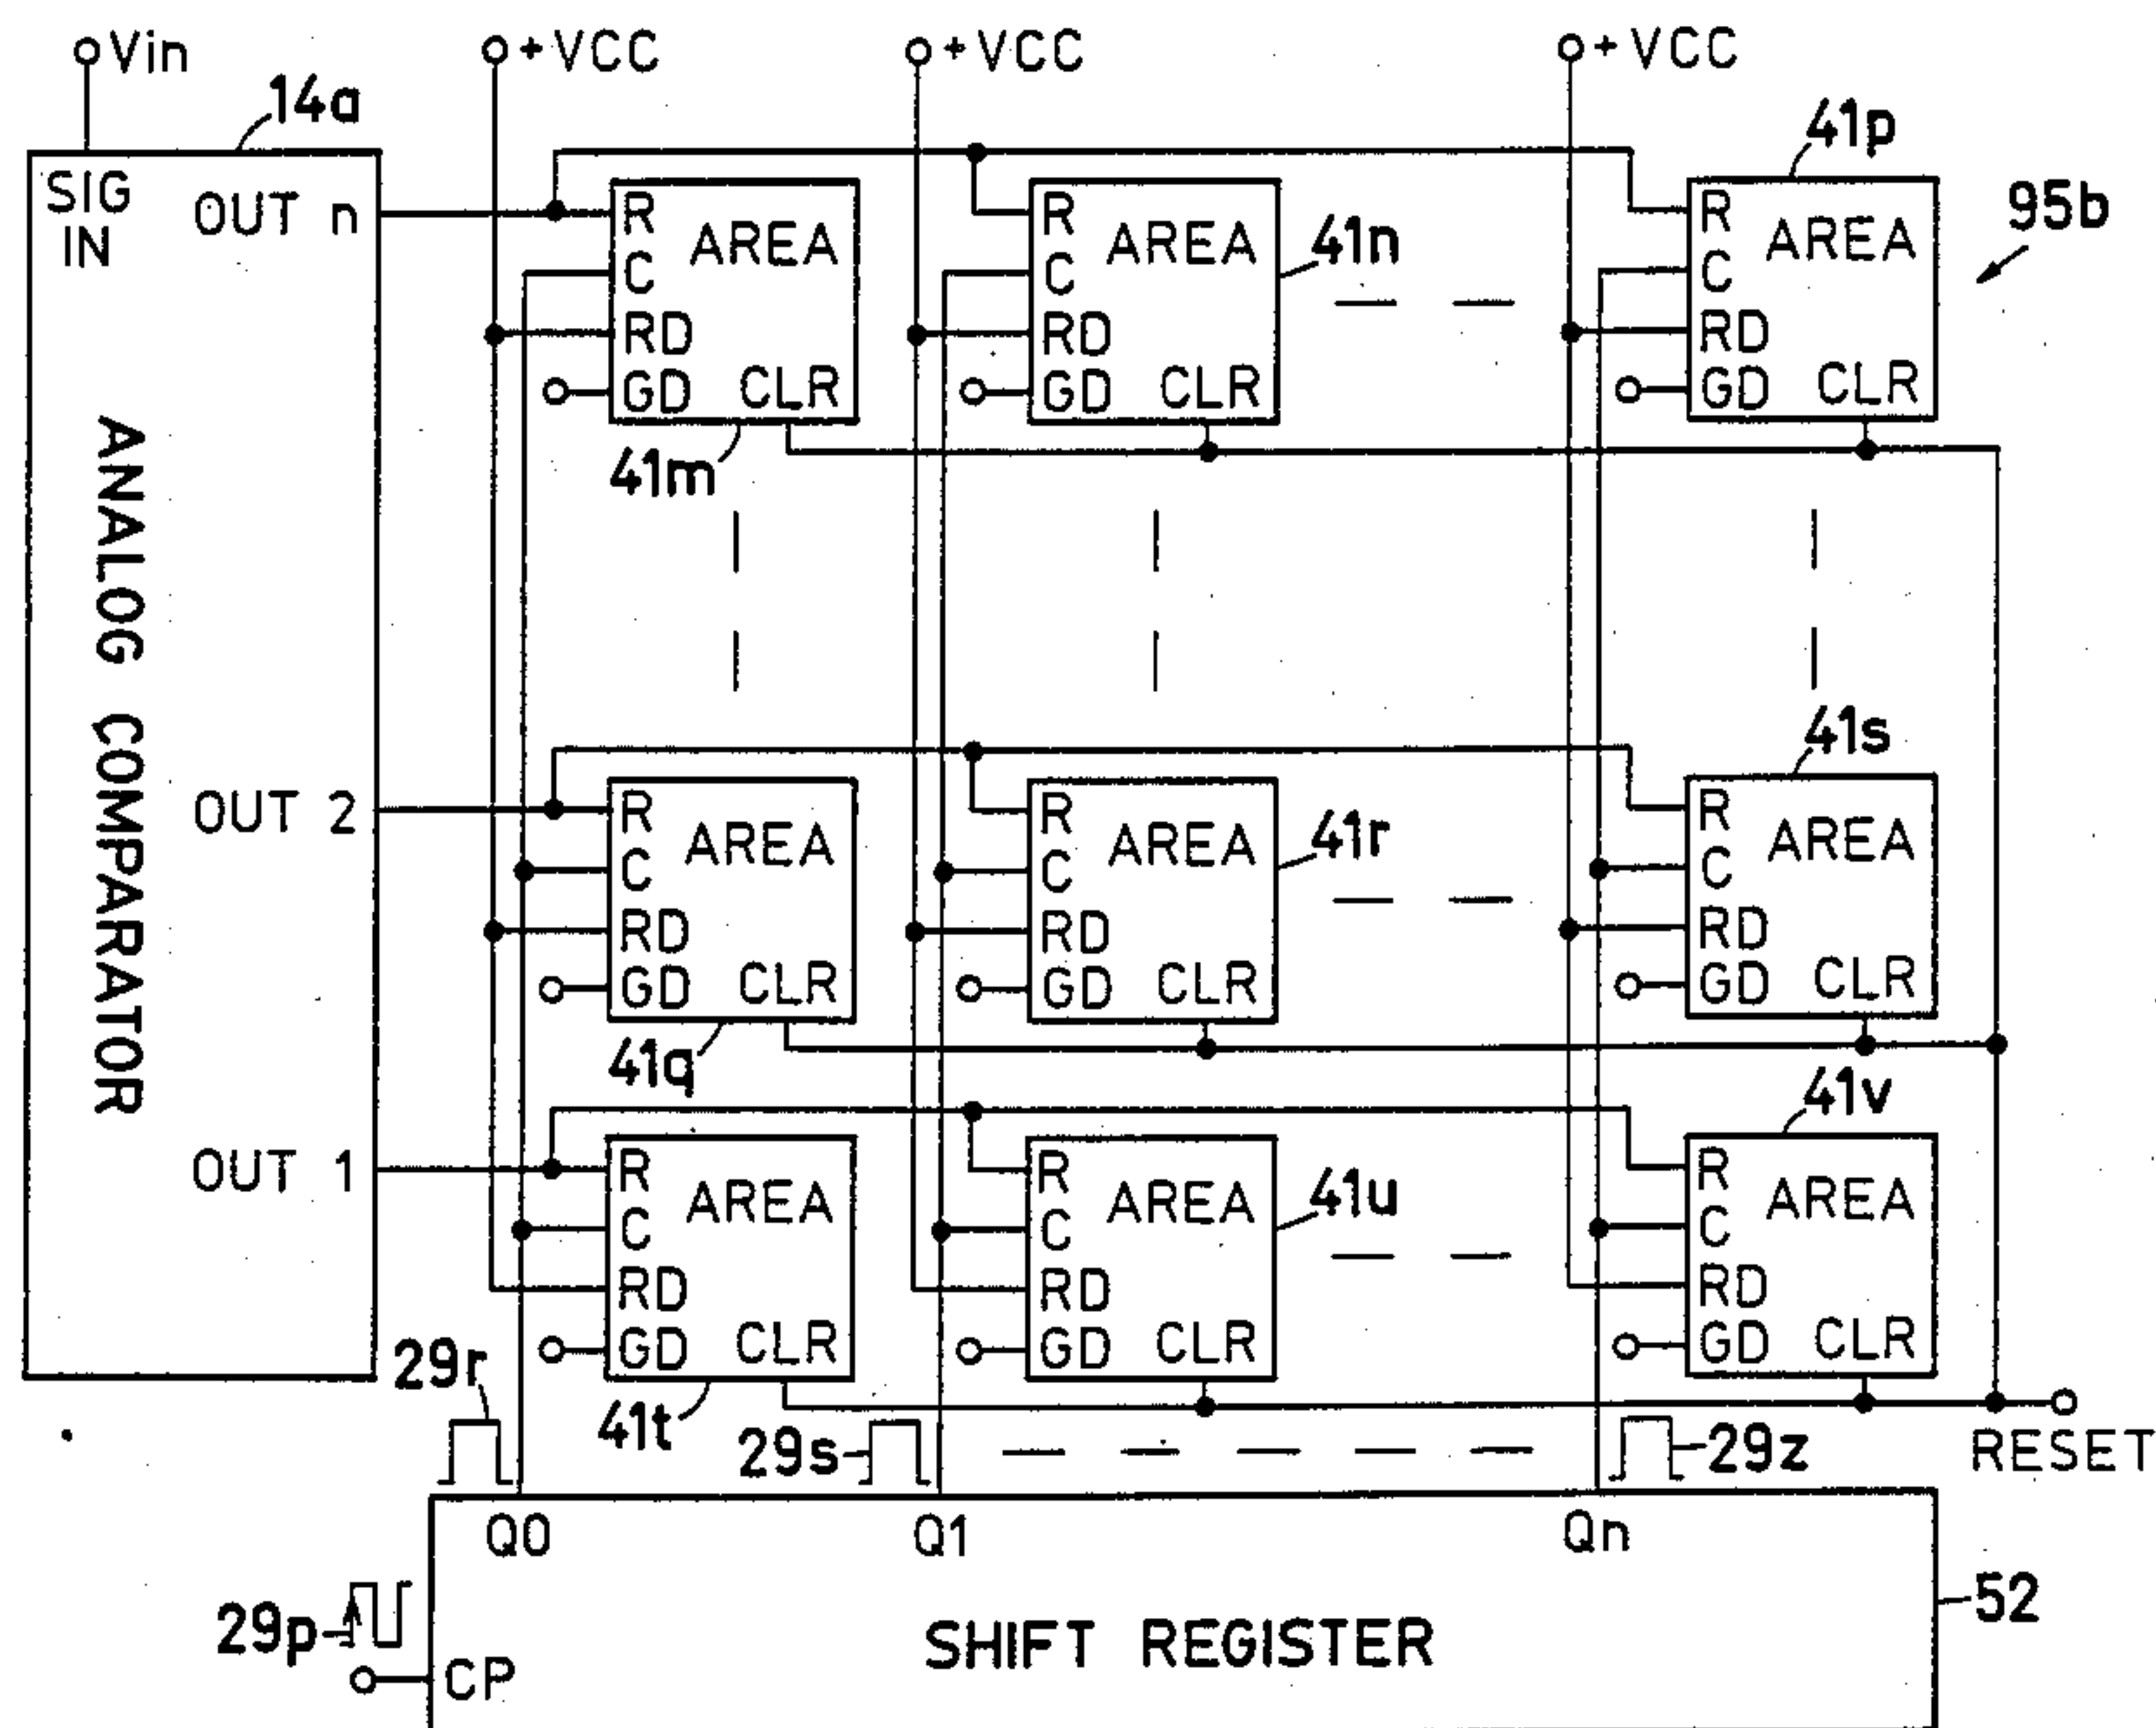 Vin
+ VCC
+ VCC
+ VCC
14a
41p
95b
SIG
IN
OUT n
R
C
RD
GD
AREA
CLR
41m
R
C
RD
GD
AREA
CLR
41n
R
C
RD
GD
AREA
CLR
ANALOG COMPARATOR
41s
OUT 2
R
C
RD
GD
AREA
CLR
41q
R
C
RD
GD
AREA
CLR
41r
R
C
RD
GD
AREA
CLR
41v
OUT 1
R
C
RD
GD
AREA
CLR
41t
R
C
RD
GD
AREA
CLR
41u
R
C
RD
GD
AREA
CLR
29r
29s
29z
RESET
Q0
Q1
Qn
29p
CP
SHIFT REGISTER
52